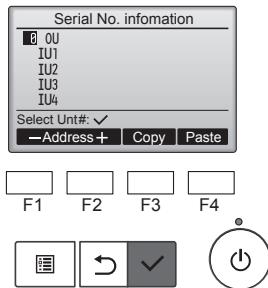 Serial No. infomation
0 OU
IU1
IU2
IU3
IU4
Select Unt#: ✓
−Address+ Copy Paste
F1 F2 F3 F4